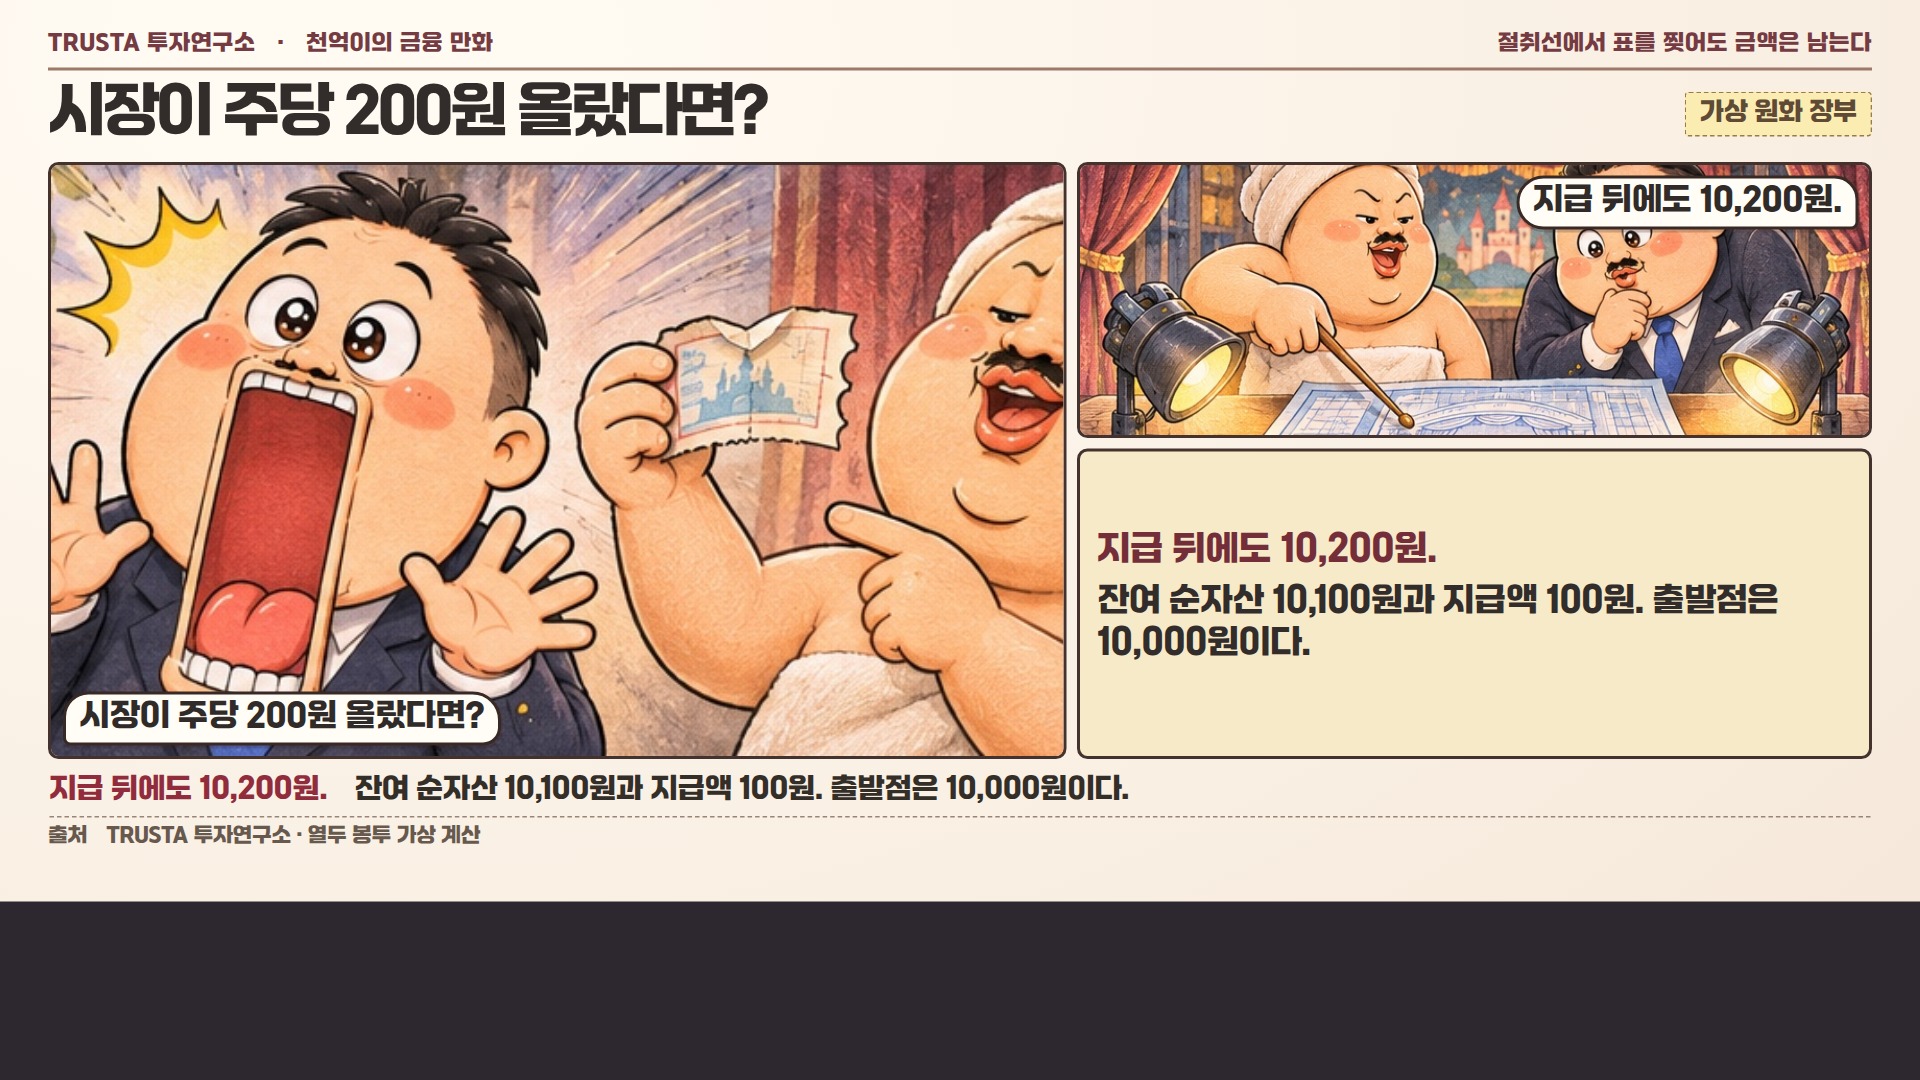 TRUSTA 투자연구소 · 천억이의 금융 만화
절취선에서 표를 찢어도 금액은 남는다
시장이 주당 200원 올랐다면?
가상 원화 장부
지급 뒤에도 10,200원.
시장이 주당 200원 올랐다면?
지급 뒤에도 10,200원.
잔여 순자산 10,100원과 지급액 100원. 출발점은
10,000원이다.
지급 뒤에도 10,200원. 잔여 순자산 10,100원과 지급액 100원. 출발점은 10,000원이다.
출처 TRUSTA 투자연구소 · 열두 봉투 가상 계산